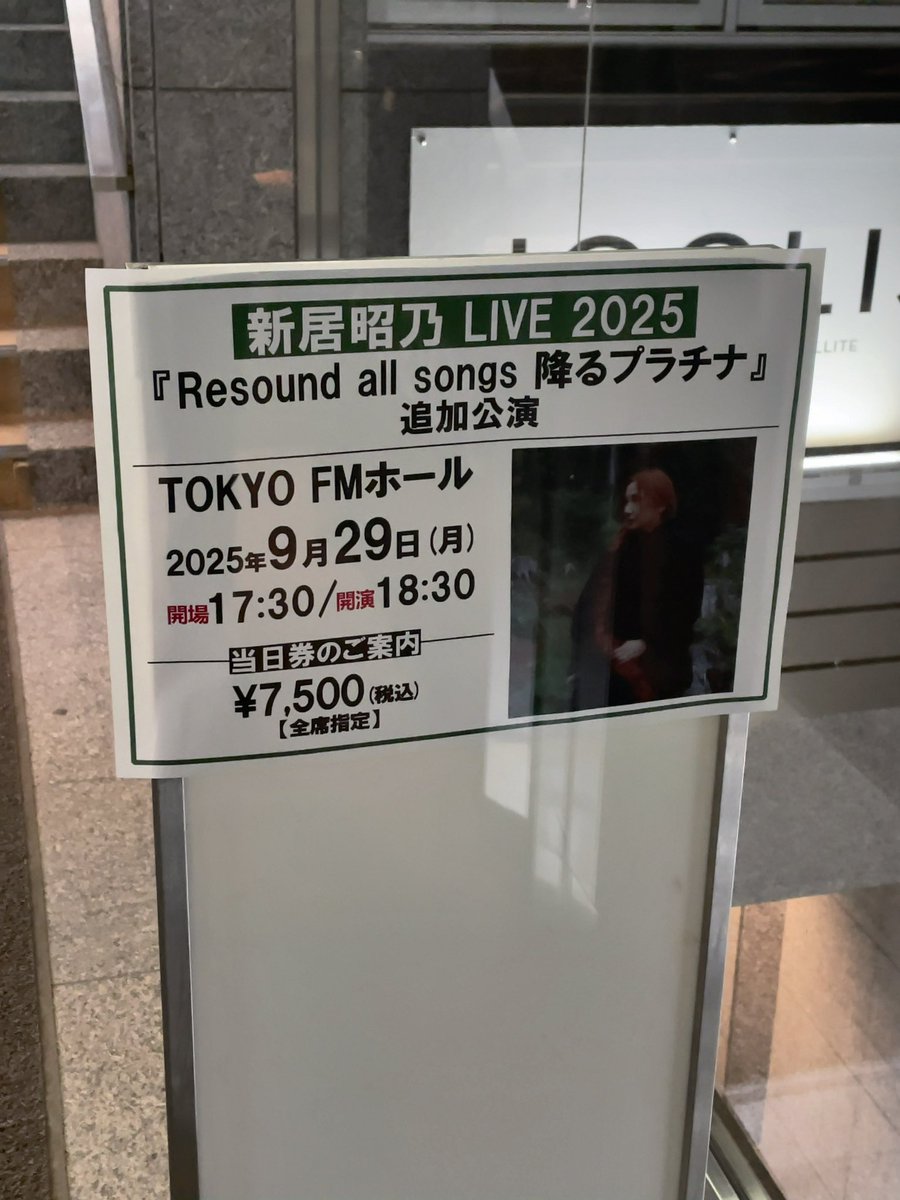 新居昭乃 LIVE 2025
『Resound all songs 降るプラチナ』
追加公演
TOKYO FMホール
2025年9月29日(月)
開場17:30/開演18:30
当日券のご案内
¥7,500(税込)
【全席指定】